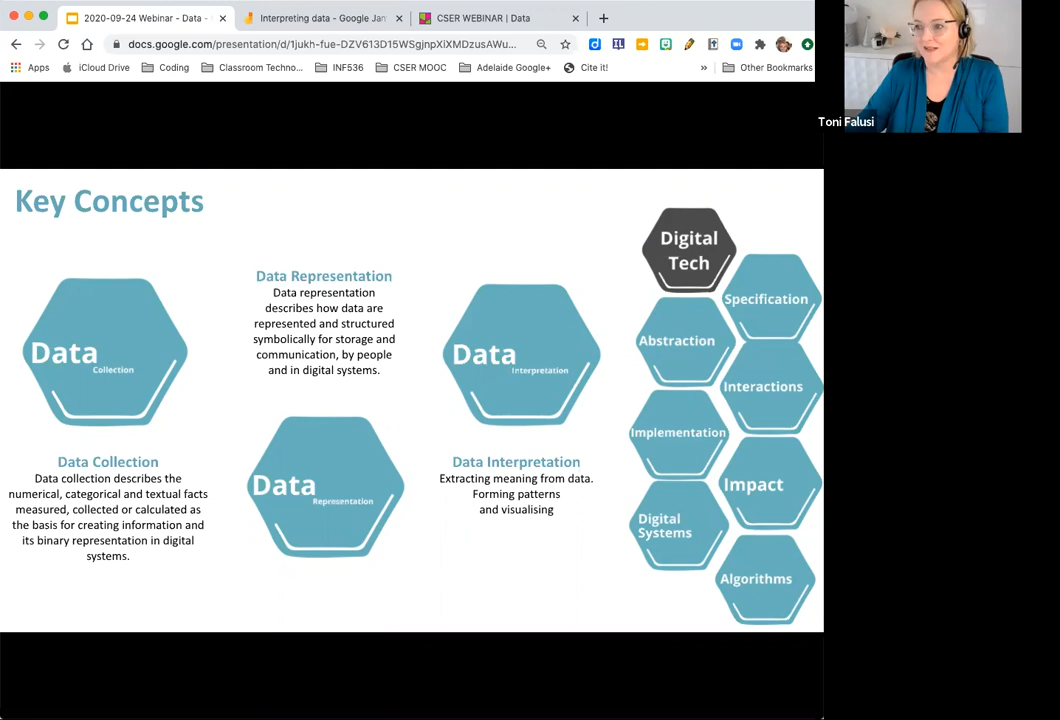 2020-09-24 Webinar - Data -
Interpreting data - Google Jam
CSER WEBINAR | Data
docs.google.com/presentation/d/1jukh-fue-DZV613D15WSgjnpXiXMDzusAWu...
Apps
iCloud Drive
Coding
Classroom Techno...
INF536
CSER MOOC
Adelaide Google+
Cite it!
»
Other Bookmarks
Toni Falusi
Key Concepts
Data
Collection
Data Collection
Data collection describes the
numerical, categorical and textual facts
measured, collected or calculated as
the basis for creating information and
its binary representation in digital
systems.
Data Representation
Data representation
describes how data are
represented and structured
symbolically for storage and
communication, by people
and in digital systems.
Data
Representation
Data
Interpretation
Data Interpretation
Extracting meaning from data.
Forming patterns
and visualising
Digital
Tech
Specification
Abstraction
Interactions
Implementation
Impact
Digital
Systems
Algorithms